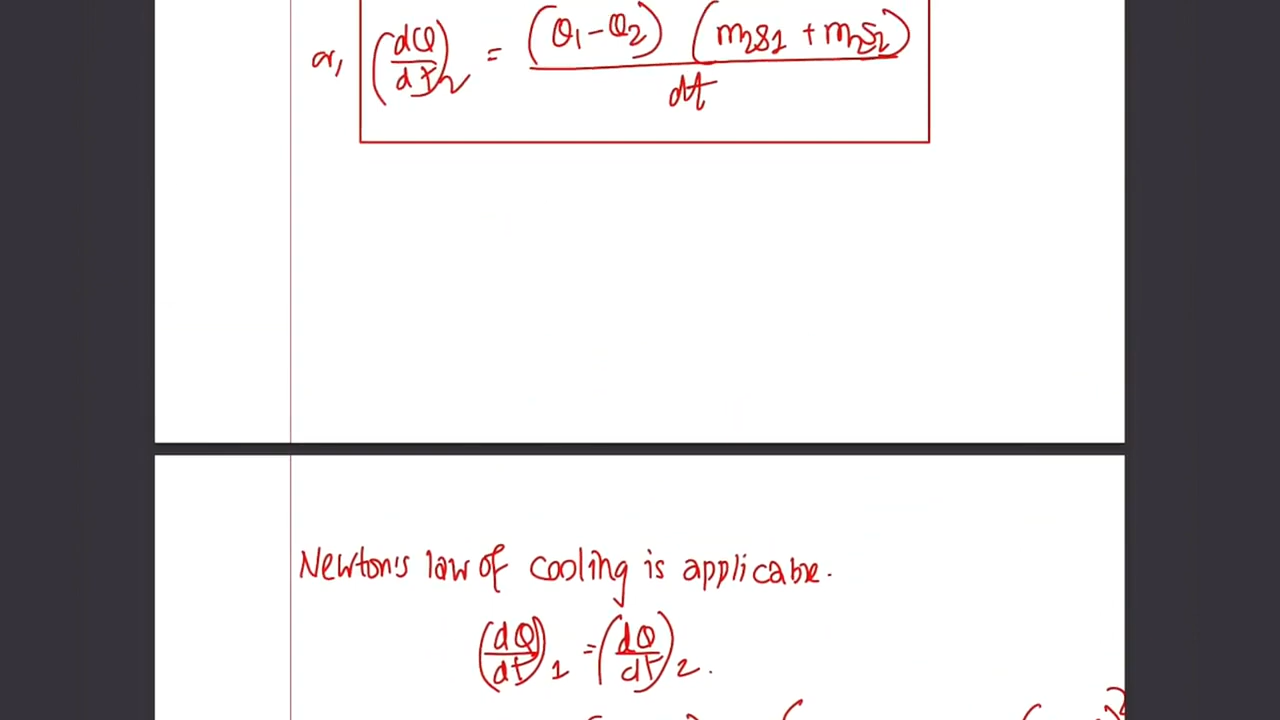 or, (dQ/dt)₂ = (θ₁-θ₂) (m₂s₁ + m₂s₂) / dt
Newton's law of cooling is applicabe.
(dQ/dt)₁ = (dQ/dt)₂.